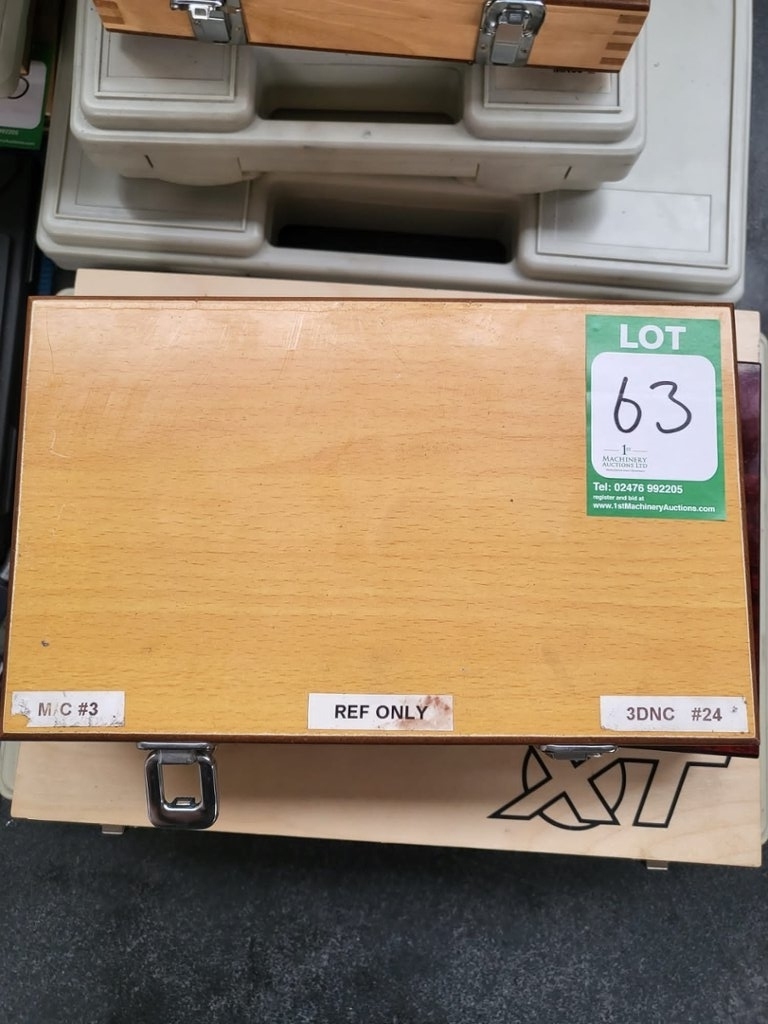 LOT
63
1ST
MACHINERY
AUCTIONS LTD
Tel: 02476 992205
register and bid at
www.1stMachineryAuctions.com
M/C #3
REF ONLY
3DNC #24
XT